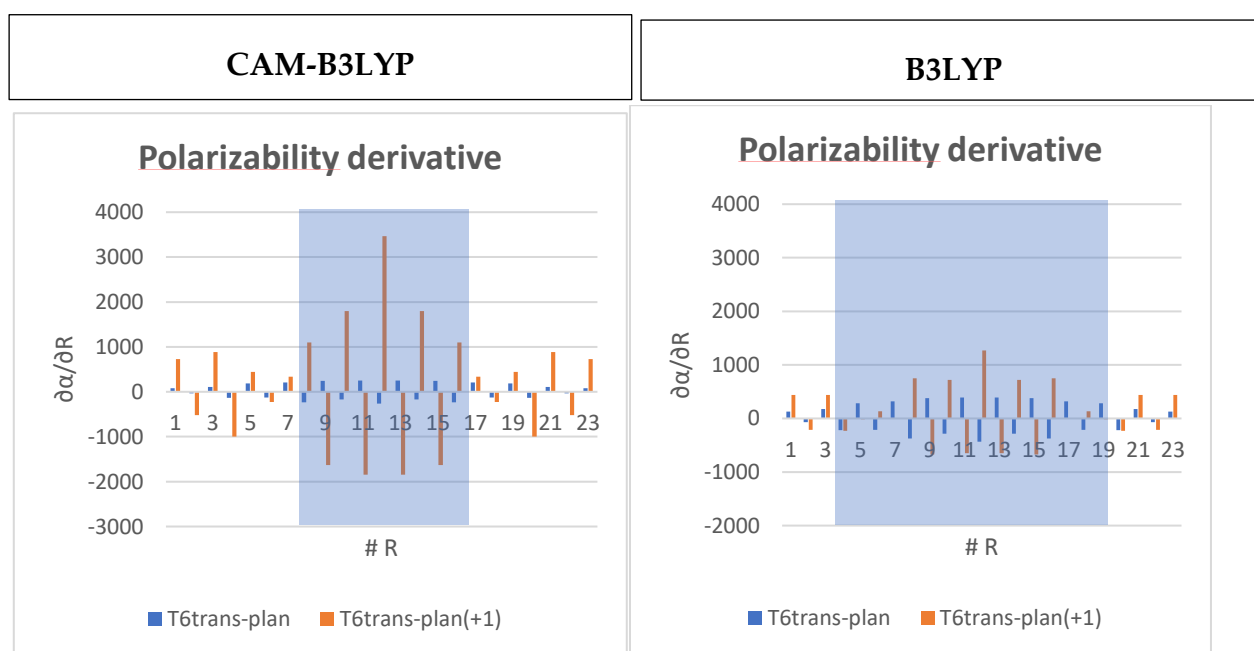 CAM-B3LYP
B3LYP
Polarizability derivative
4000
3000
2000
1000
0
-1000
-2000
-3000
1 3 5 7 9 11 13 15 17 19 21 23
∂α/∂R
# R
T6trans-plan T6trans-plan(+1)
Polarizability derivative
4000
3000
2000
1000
0
-1000
-2000
1 3 5 7 9 11 13 15 17 19 21 23
∂α/∂R
# R
T6trans-plan T6trans-plan(+1)